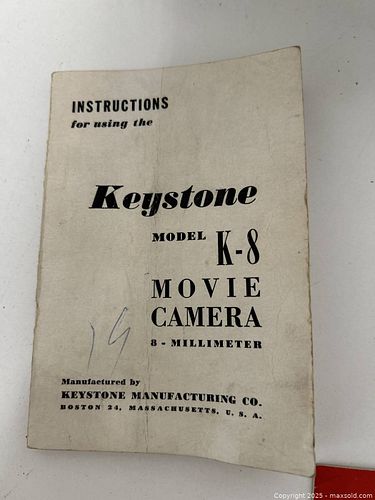 INSTRUCTIONS
for using the
Keystone
MODEL K-8
MOVIE
CAMERA
8 - MILLIMETER
19
Manufactured by
KEYSTONE MANUFACTURING CO.
BOSTON 24, MASSACHUSETTS, U. S. A.
Copyright © 2025 - maxsold.com